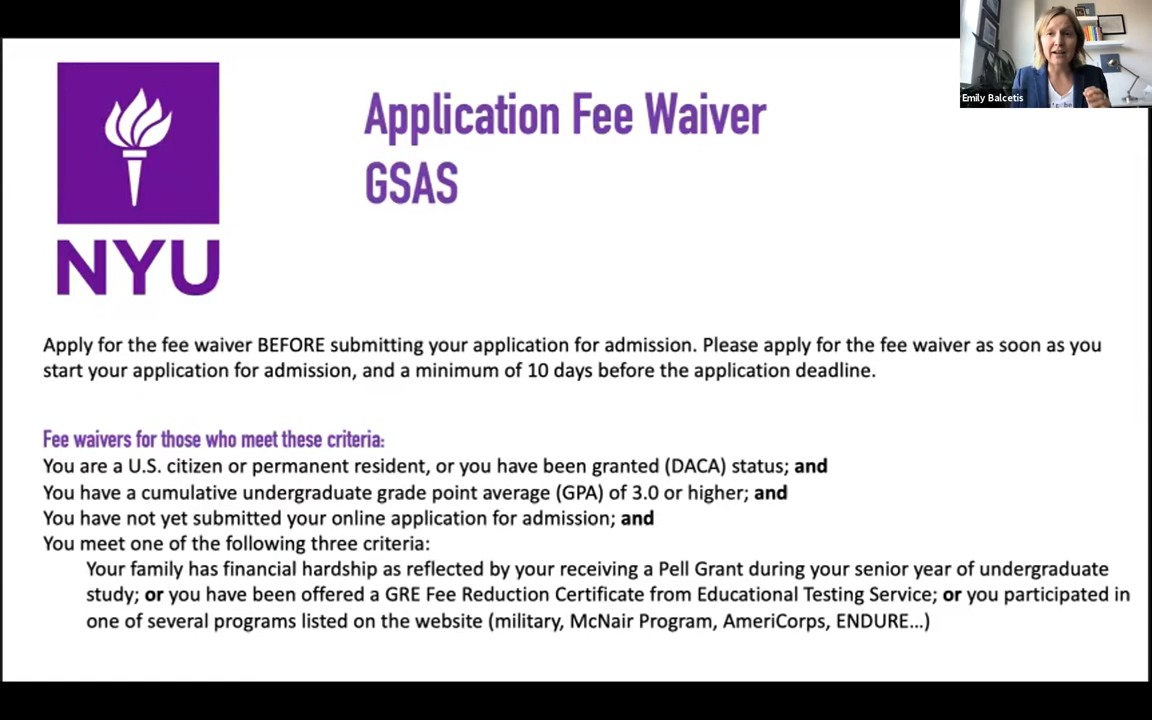 Emily Balcetis
NYU
Application Fee Waiver
GSAS
Apply for the fee waiver BEFORE submitting your application for admission. Please apply for the fee waiver as soon as you
start your application for admission, and a minimum of 10 days before the application deadline.
Fee waivers for those who meet these criteria:
You are a U.S. citizen or permanent resident, or you have been granted (DACA) status; and
You have a cumulative undergraduate grade point average (GPA) of 3.0 or higher; and
You have not yet submitted your online application for admission; and
You meet one of the following three criteria:
Your family has financial hardship as reflected by your receiving a Pell Grant during your senior year of undergraduate
study; or you have been offered a GRE Fee Reduction Certificate from Educational Testing Service; or you participated in
one of several programs listed on the website (military, McNair Program, AmeriCorps, ENDURE...)